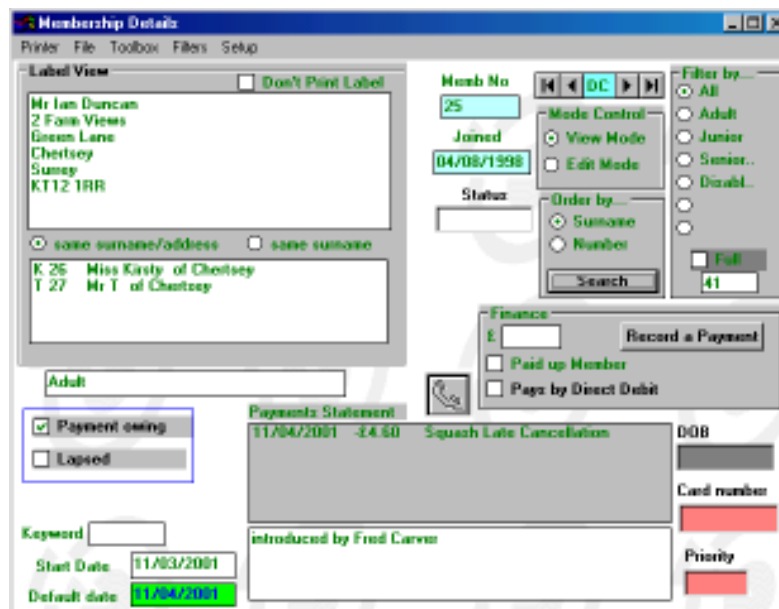 Membership Details
Printer File Toolbox Filters Setup
Label View
Don't Print Label
Mr Ian Duncan
2 Farm Views
Green Lane
Chertsey
Surrey
KT12 1RR
same surname/address same surname
K 26 Miss Kirsty of Chertsey
T 27 Mr T of Chertsey
Adult
Memb No
25
Joined
04/08/1998
Status
DC
Mode Control
View Mode
Edit Mode
Order by...
Surname
Number
Search
Filter by...
All
Adult
Junior
Senior..
Disabl..
Full
41
Finance
£
Record a Payment
Paid up Member
Pays by Direct Debit
Payment owing
Lapsed
Payments Statement
11/04/2001 -£4.60 Squash Late Cancellation
introduced by Fred Carver
Keyword
Start Date 11/03/2001
Default date 11/04/2001
DOB
Card number
Priority